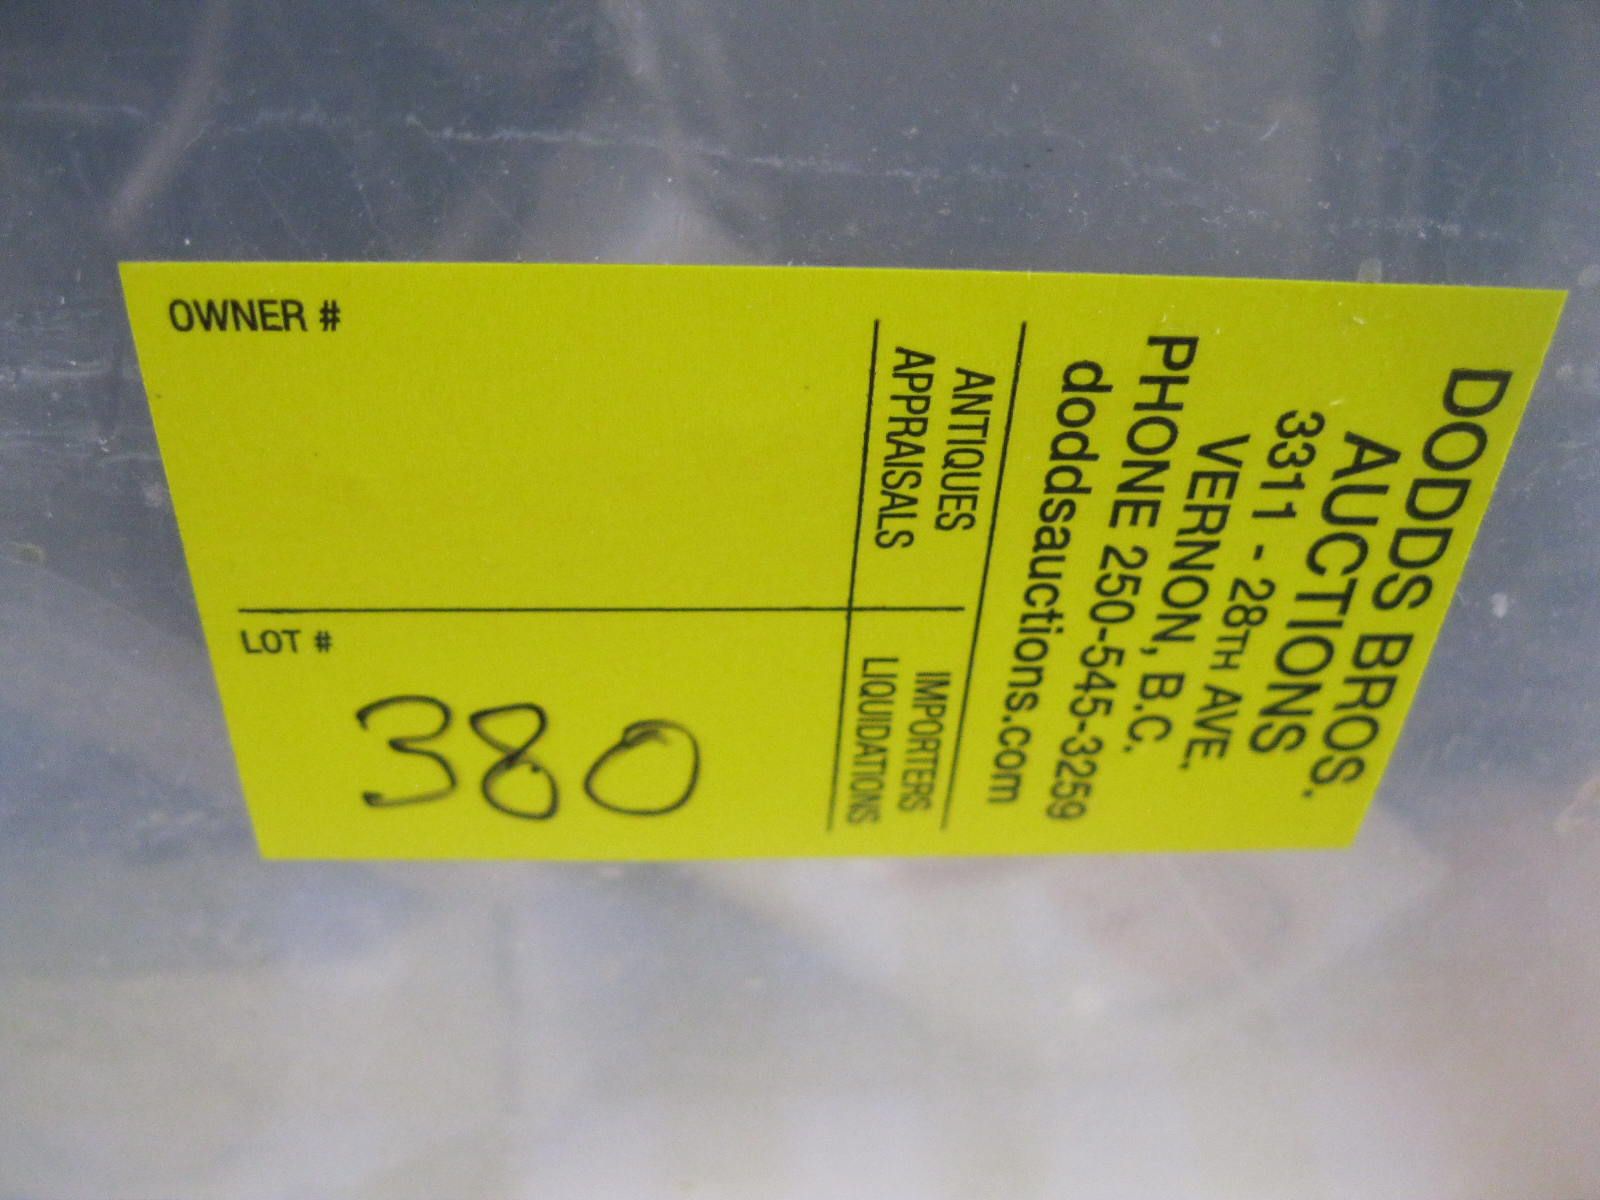 DODDS BROS.
AUCTIONS
3311 - 28TH AVE.
VERNON, B.C.
PHONE 250-545-3259
doddsauctions.com
ANTIQUES
APPRAISALS
IMPORTERS
LIQUIDATIONS
OWNER #
LOT #
380